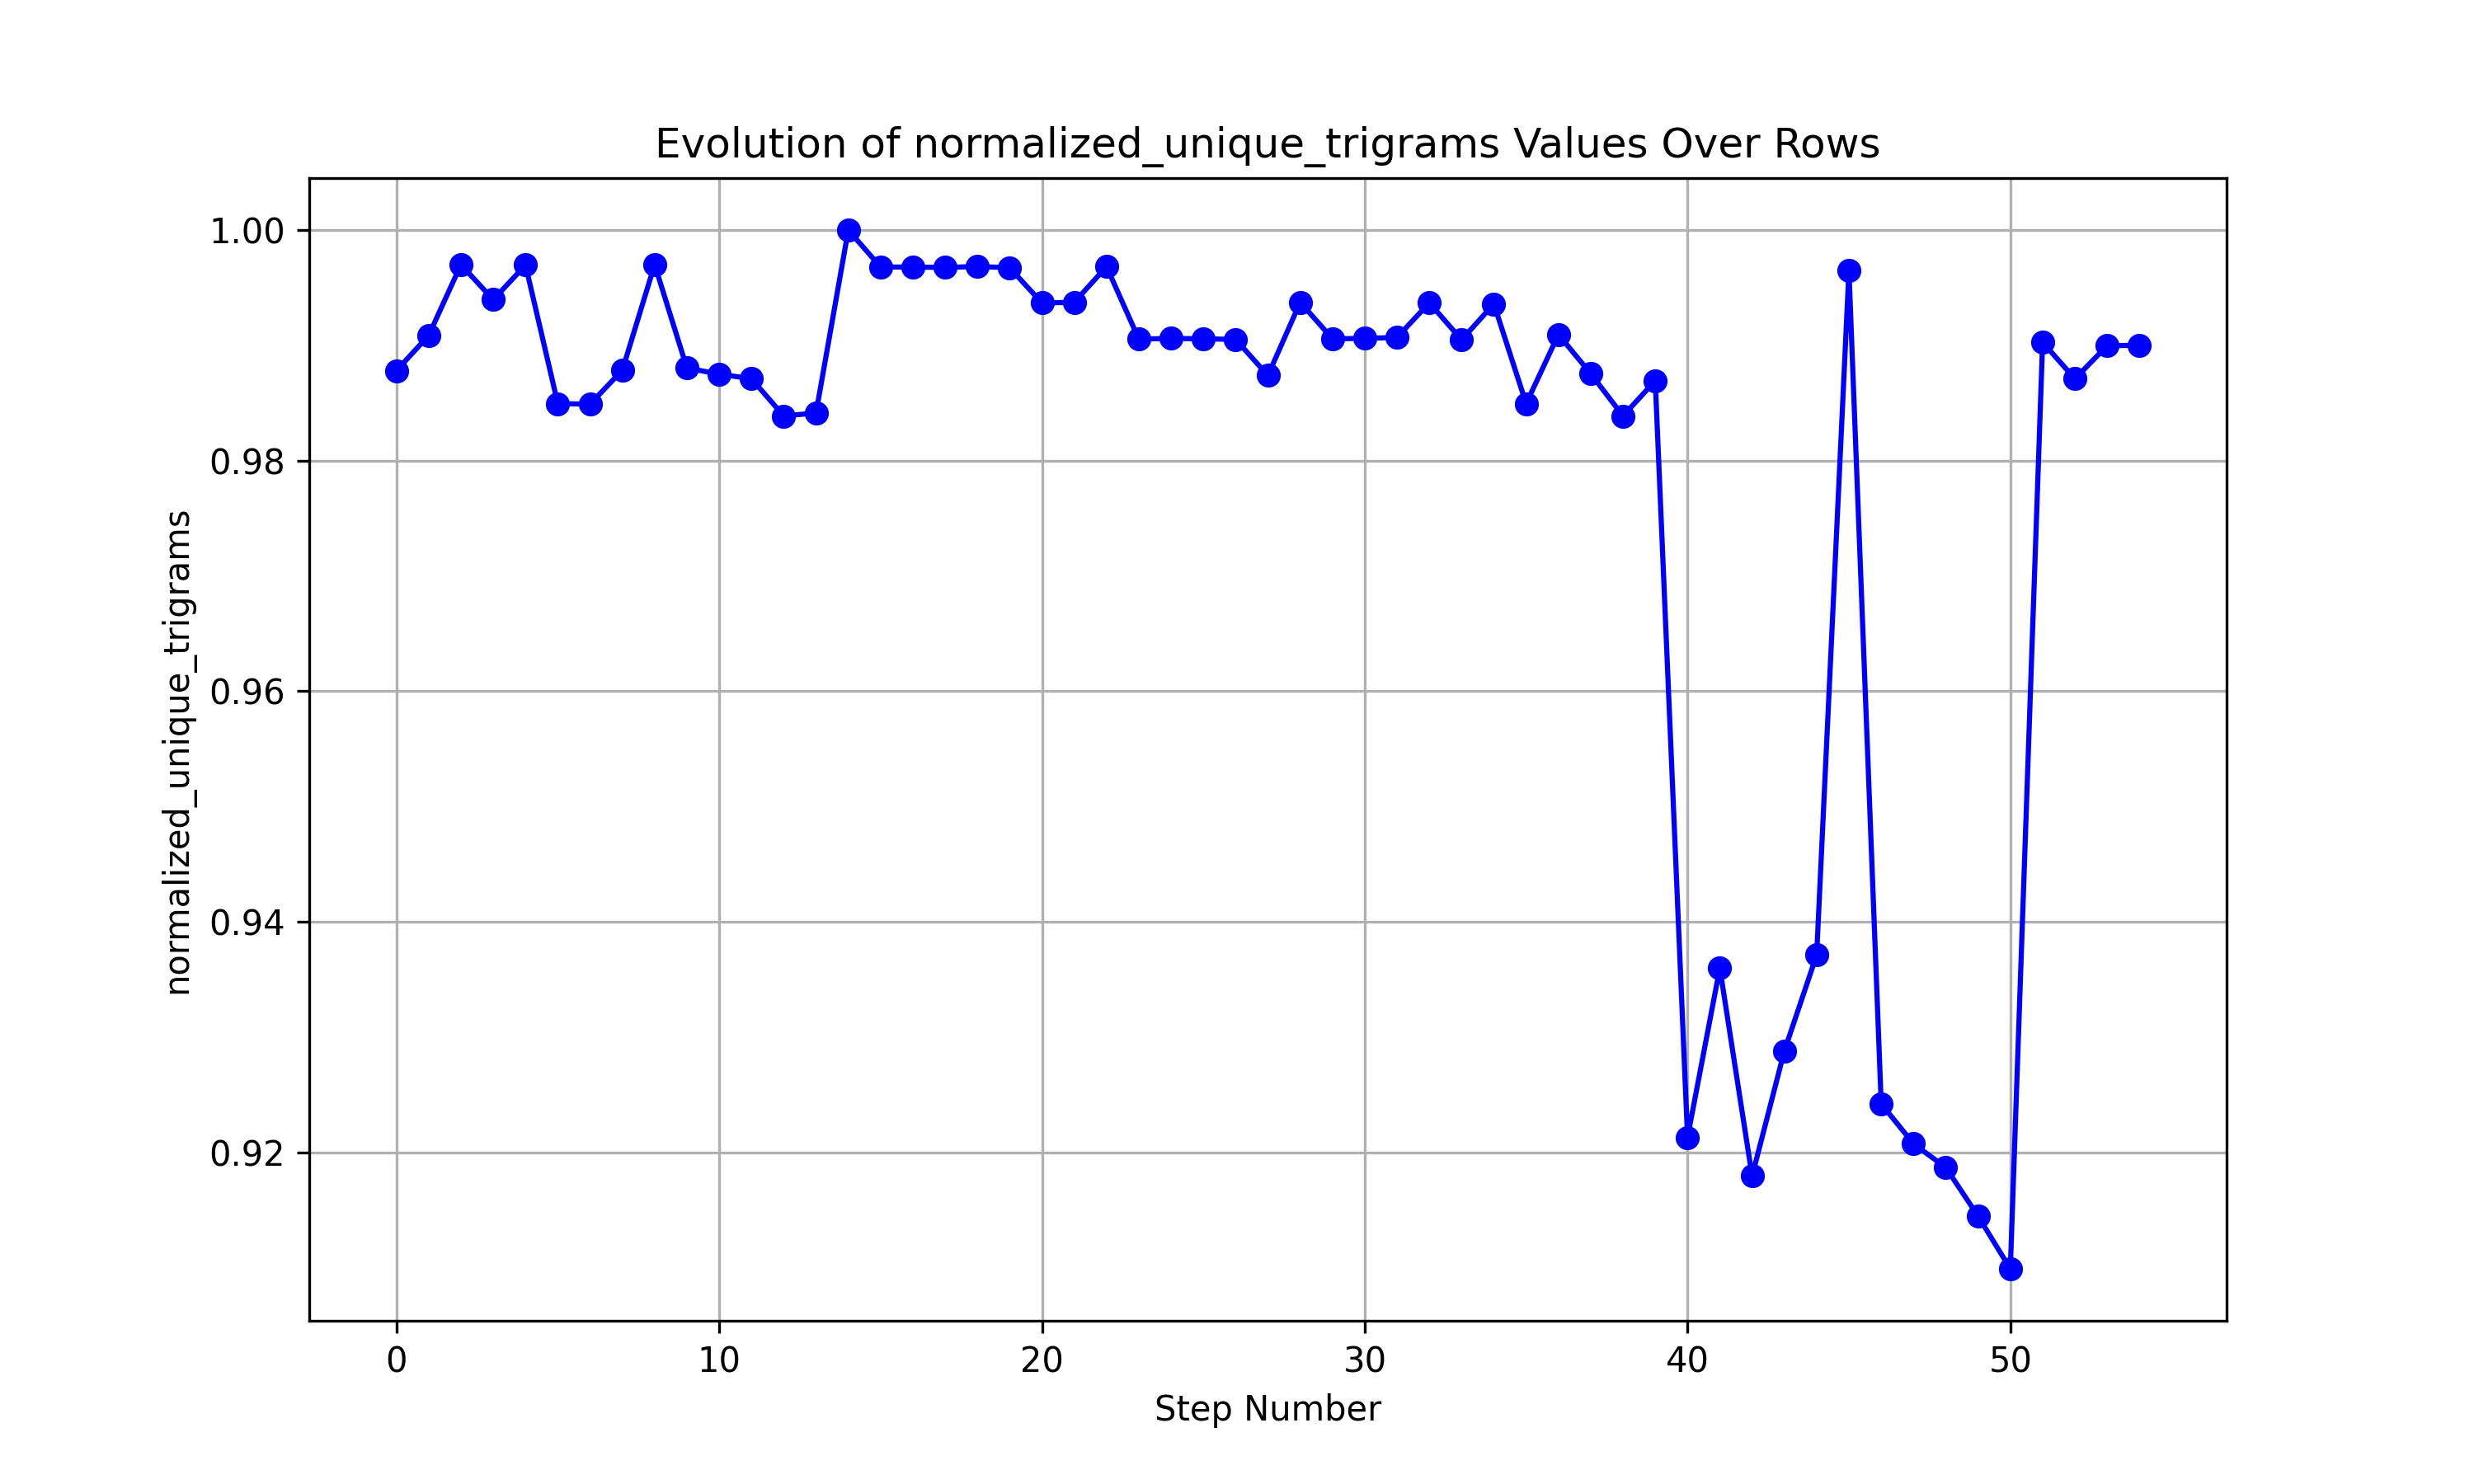 Evolution of normalized_unique_trigrams Values Over Rows
normalized_unique_trigrams
1.00
0.98
0.96
0.94
0.92
0 10 20 30 40 50
Step Number